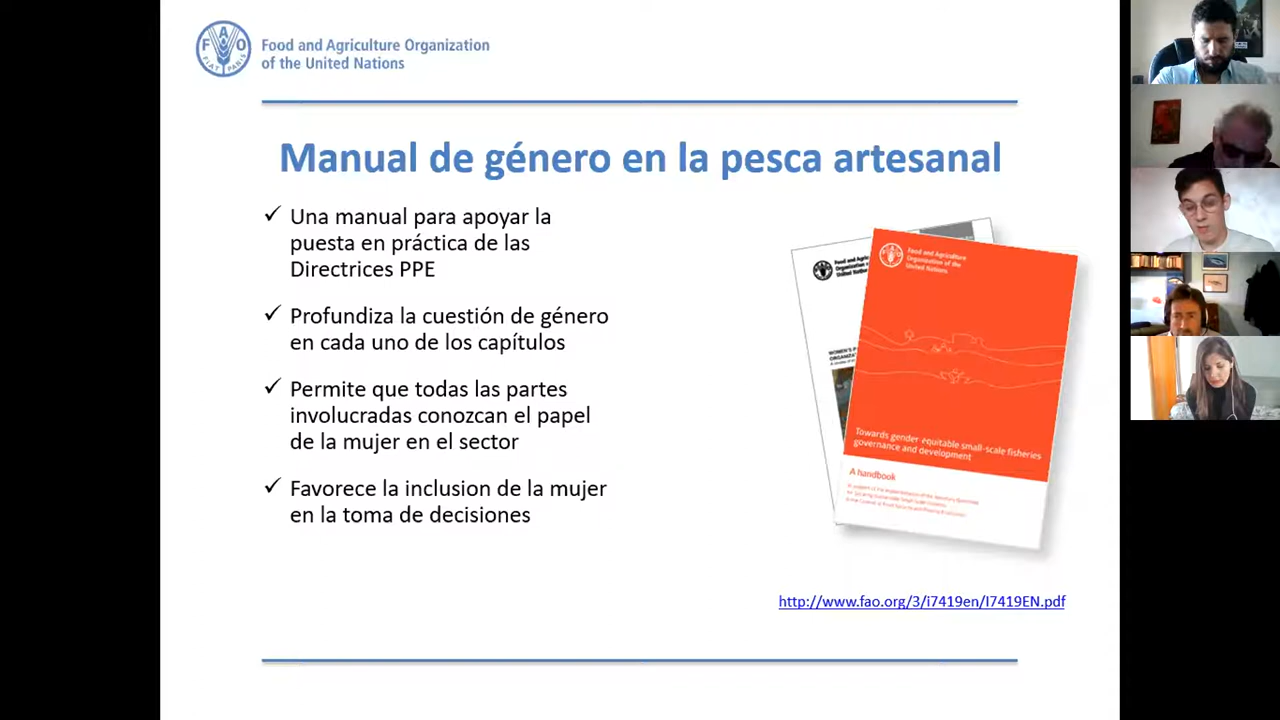 Food and Agriculture Organization
of the United Nations
Manual de género en la pesca artesanal
✓ Una manual para apoyar la
puesta en práctica de las
Directrices PPE
✓ Profundiza la cuestión de género
en cada uno de los capítulos
✓ Permite que todas las partes
involucradas conozcan el papel
de la mujer en el sector
✓ Favorece la inclusion de la mujer
en la toma de decisiones
Food and Agriculture
Organization of the
United Nations
Towards gender-equitable small-scale fisheries
governance and development
A handbook
http://www.fao.org/3/i7419en/I7419EN.pdf